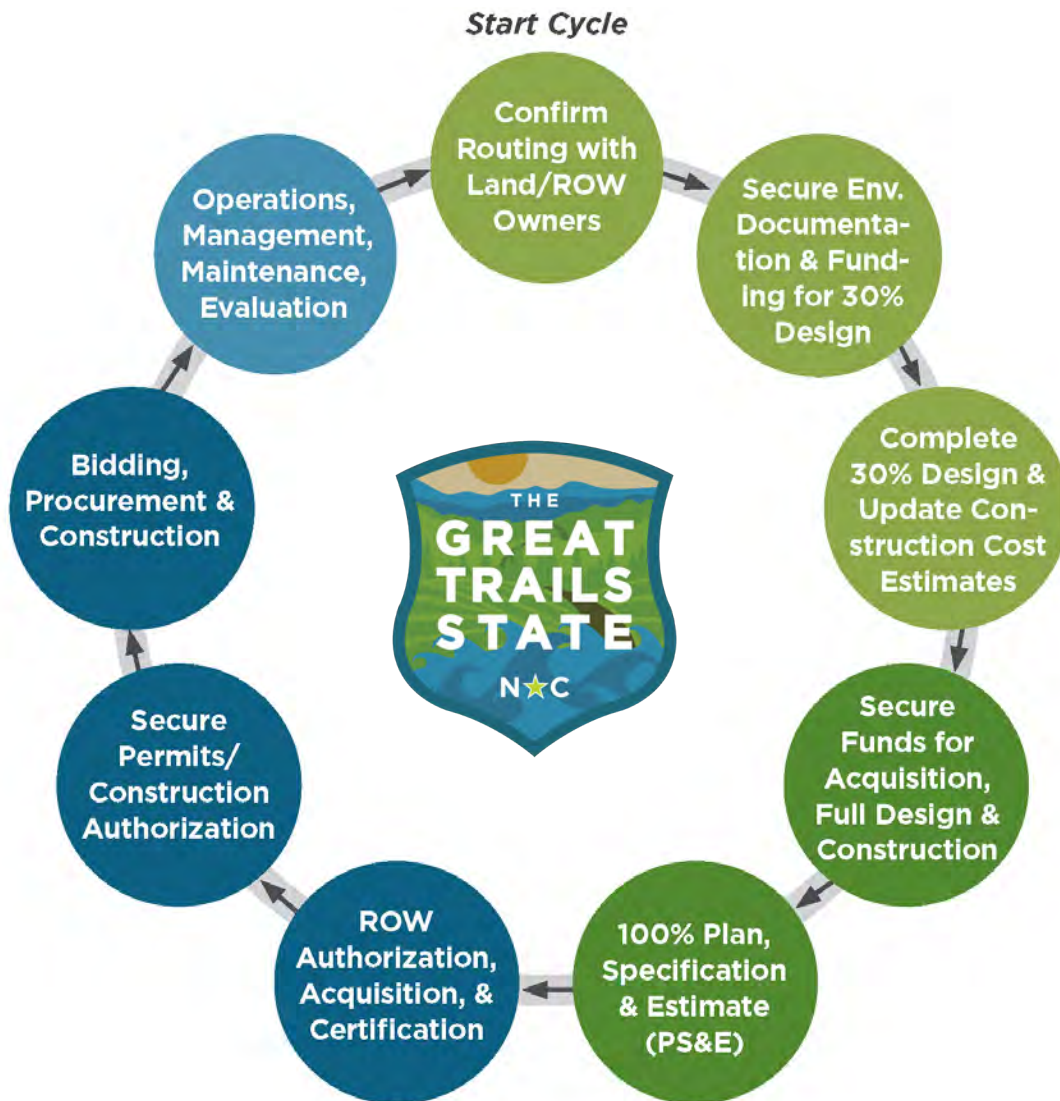 Start Cycle
Confirm
Routing with
Land/ROW
Owners
Secure Env.
Documenta-
tion & Fund-
ing for 30%
Design
Complete
30% Design &
Update Con-
struction Cost
Estimates
Secure
Funds for
Acquisition,
Full Design &
Construction
100% Plan,
Specification
& Estimate
(PS&E)
ROW
Authorization,
Acquisition, &
Certification
Secure
Permits/
Construction
Authorization
Bidding,
Procurement &
Construction
Operations,
Management,
Maintenance,
Evaluation
THE
GREAT
TRAILS
STATE
N C